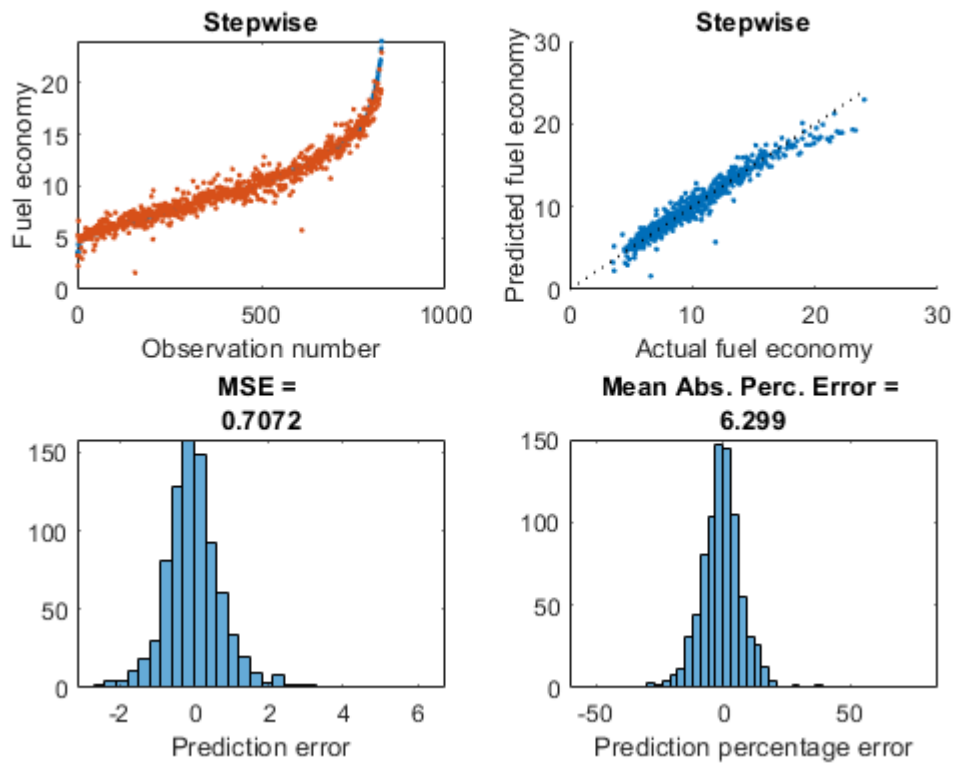 Stepwise
Fuel economy
20
15
10
5
0
0 500 1000
Observation number
Stepwise
Predicted fuel economy
30
20
10
0
0 10 20 30
Actual fuel economy
MSE =
0.7072
150
100
50
0
-2 0 2 4 6
Prediction error
Mean Abs. Perc. Error =
6.299
150
100
50
0
-50 0 50
Prediction percentage error